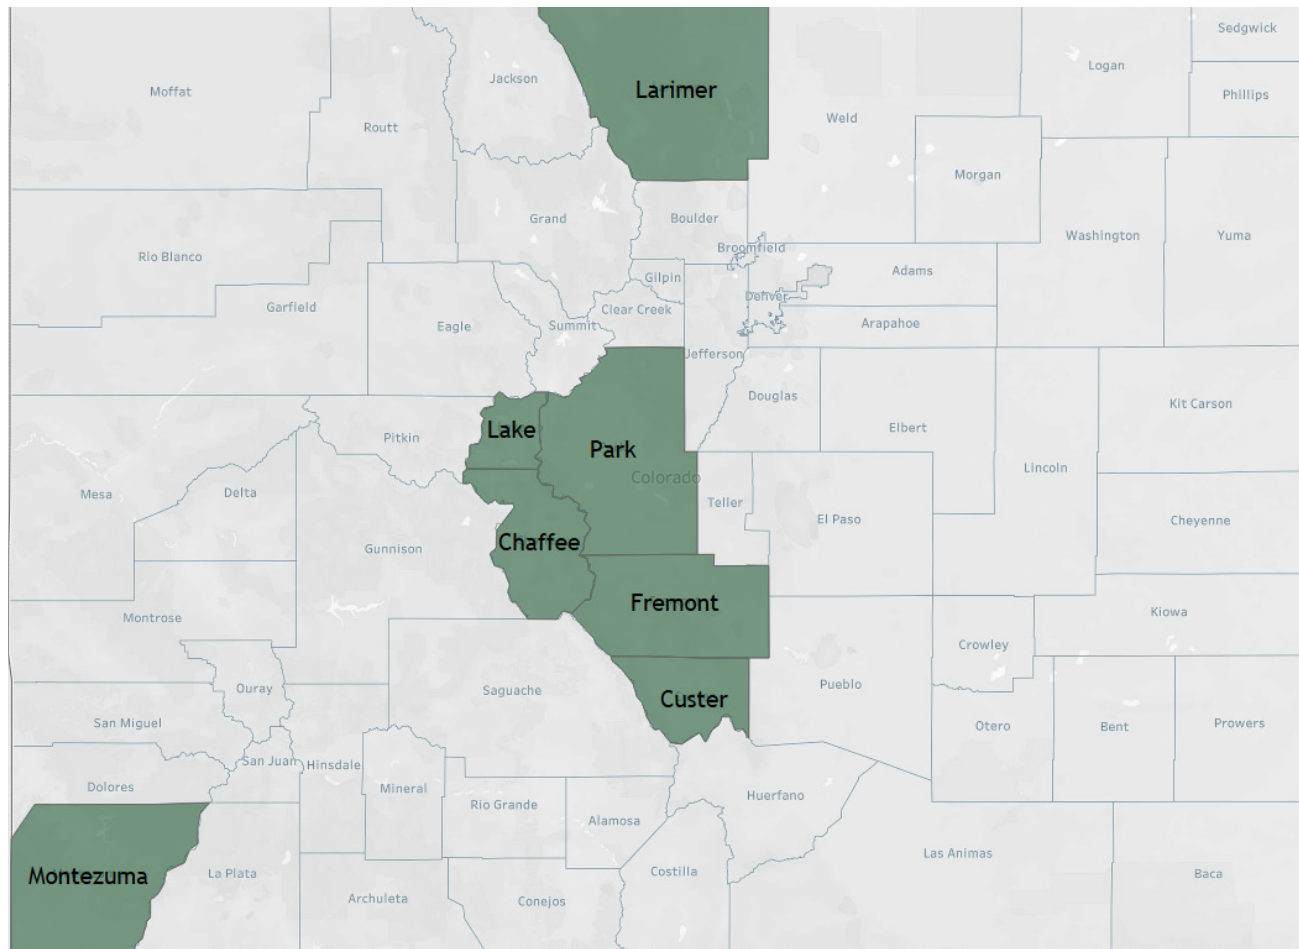 Sedgwick
Logan
Jackson
Larimer
Moffat
Phillips
Weld
Routt
Morgan
Grand
Boulder
Washington
Yuma
Broomfield
Rio Blanco
Adams
Gilpin
Denver
Garfield
Clear Creek
Eagle
Summit
Arapahoe
Jefferson
Douglas
Kit Carson
Lake
Pitkin
Elbert
Park
Lincoln
Colorado
Mesa
Delta
Teller
El Paso
Cheyenne
Chaffee
Gunnison
Fremont
Kiowa
Montrose
Crowley
Ouray
Saguache
Custer
Pueblo
San Miguel
Otero
Bent
Prowers
San Juan
Hinsdale
Dolores
Mineral
Huerfano
Rio Grande
Alamosa
Las Animas
Montezuma
La Plata
Costilla
Baca
Archuleta
Conejos